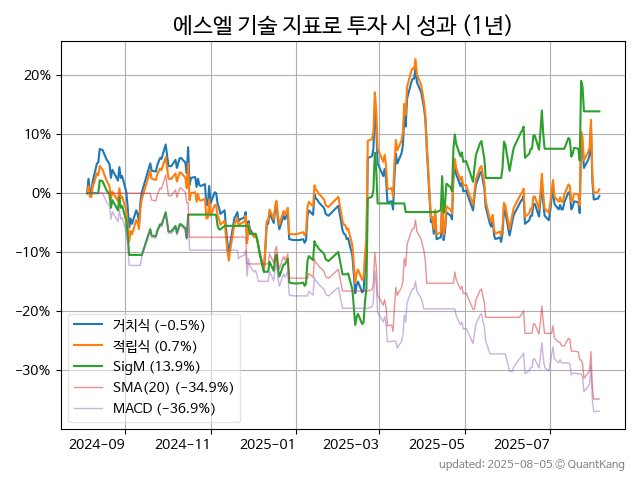 에스엘 기술 지표로 투자 시 성과 (1년)
20%
10%
0%
−10%
−20%
−30%
거치식 (−0.5%)
적립식 (0.7%)
SigM (13.9%)
SMA(20) (−34.9%)
MACD (−36.9%)
2024-09 2024-11 2025-01 2025-03 2025-05 2025-07
updated: 2025-08-05 © QuantKang